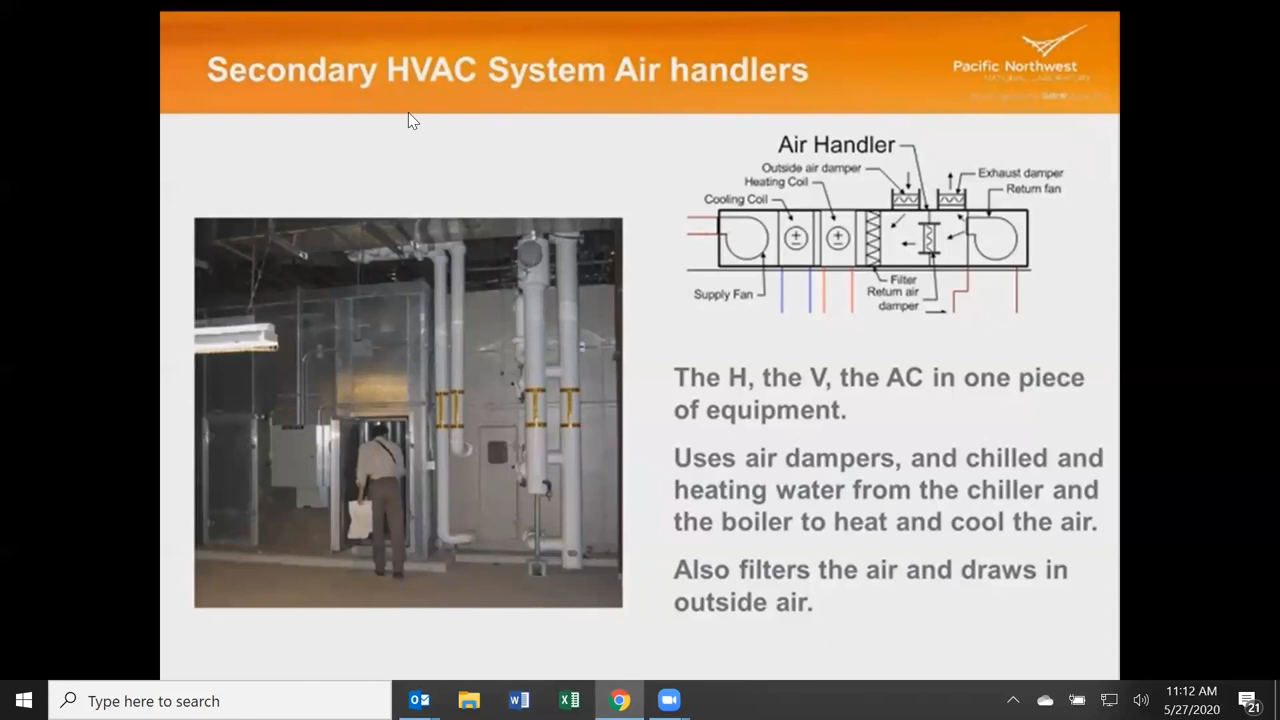 Secondary HVAC System Air handlers
Pacific Northwest
NATIONAL LABORATORY
Air Handler
Outside air damper
Exhaust damper
Heating Coil
Return fan
Cooling Coil
Filter
Supply Fan
Return air
damper
The H, the V, the AC in one piece
of equipment.
Uses air dampers, and chilled and
heating water from the chiller and
the boiler to heat and cool the air.
Also filters the air and draws in
outside air.
Type here to search
11:12 AM
5/27/2020
21